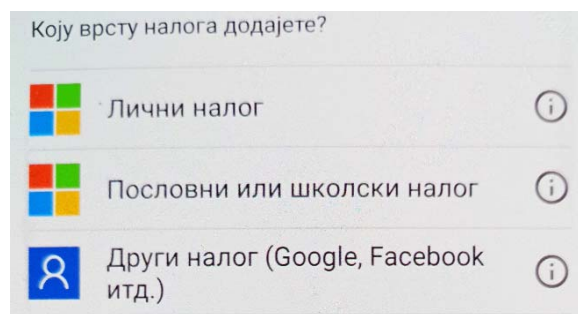 Коју врсту налога додајете?
Лични налог
Пословни или школски налог
Други налог (Google, Facebook
итд.)